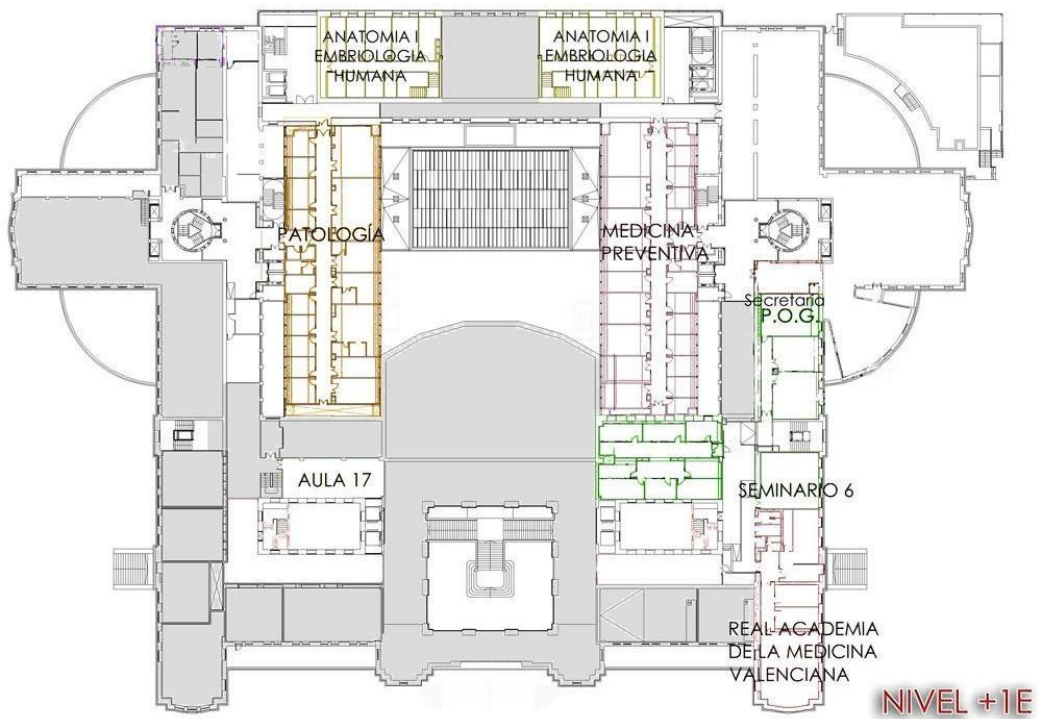 ANATOMIA I
EMBRIOLOGIA
HUMANA
ANATOMIA I
EMBRIOLOGIA
HUMANA
PATOLOGÍA
MEDICINA
PREVENTIVA
Secretaria
P.O.G.
AULA 17
SEMINARIO 6
REAL ACADEMIA
DE LA MEDICINA
VALENCIANA
NIVEL +1E